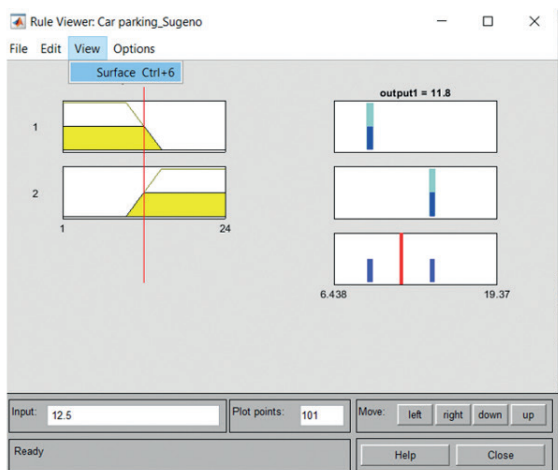 Rule Viewer: Car parking_Sugeno
File Edit View Options
Surface Ctrl+6
output1 = 11.8
1
2
1 24
6.438 19.37
Input: 12.5 Plot points: 101 Move: left right down up
Ready Help Close